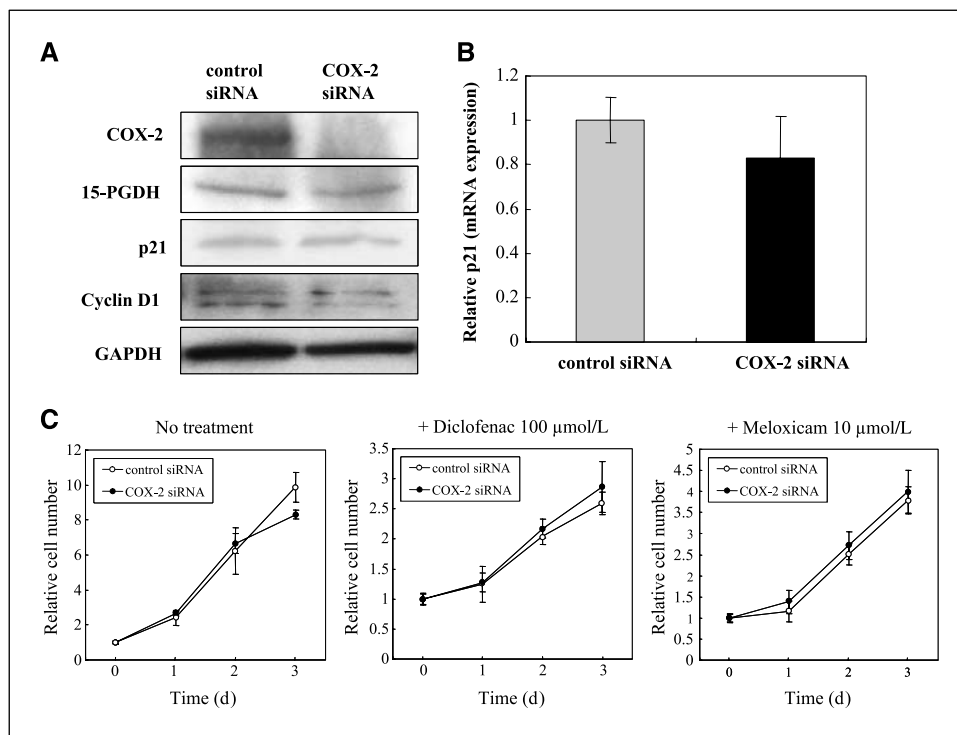 A
control siRNA
COX-2 siRNA
COX-2
15-PGDH
p21
Cyclin D1
GAPDH
B
Relative p21 (mRNA expression)
1.2
1
0.8
0.6
0.4
0.2
0
control siRNA
COX-2 siRNA
C
No treatment
control siRNA
COX-2 siRNA
Relative cell number
12
10
8
6
4
2
0
0 1 2 3
Time (d)
+ Diclofenac 100 µmol/L
control siRNA
COX-2 siRNA
Relative cell number
3.5
3
2.5
2
1.5
1
0.5
0
0 1 2 3
Time (d)
+ Meloxicam 10 µmol/L
control siRNA
COX-2 siRNA
Relative cell number
5
4.5
4
3.5
2.5
2
1.5
1
0.5
0
0 1 2 3
Time (d)